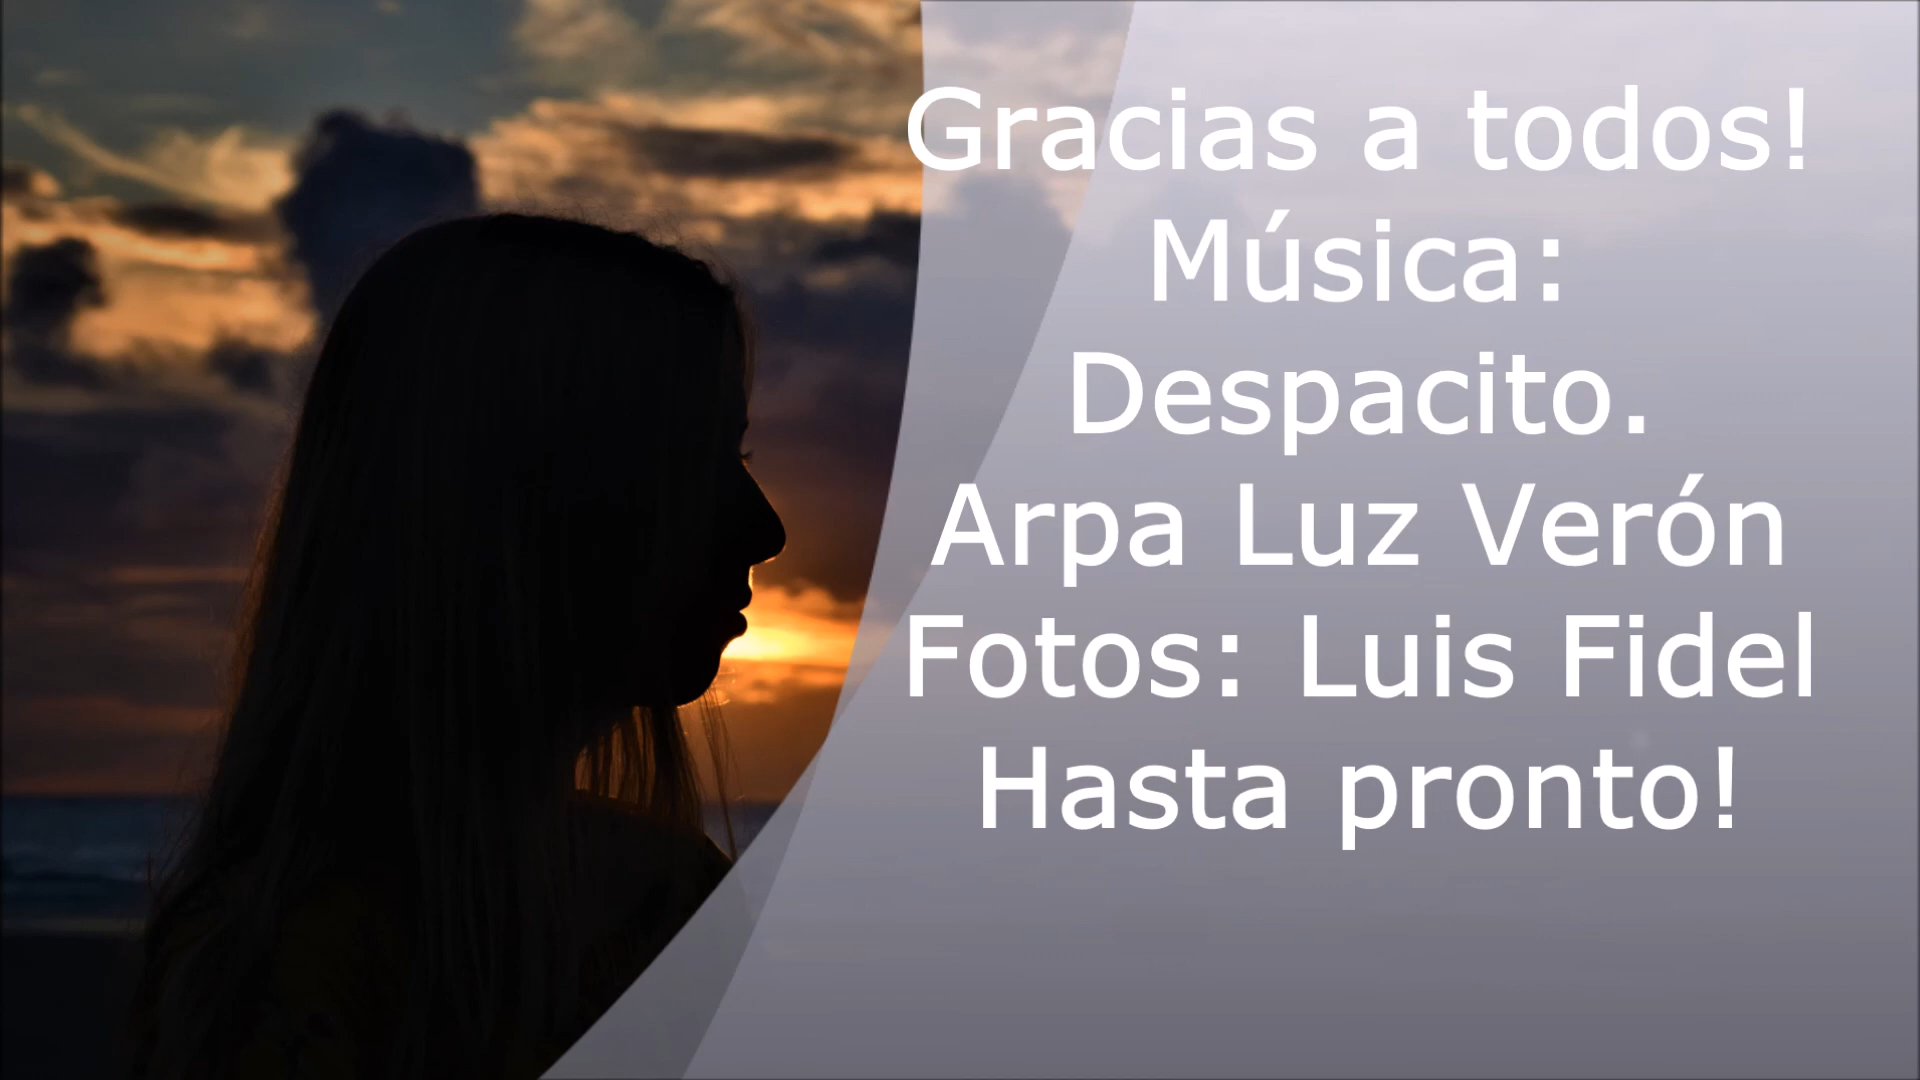 Gracias a todos!
Música:
Despacito.
Arpa Luz Verón
Fotos: Luis Fidel
Hasta pronto!